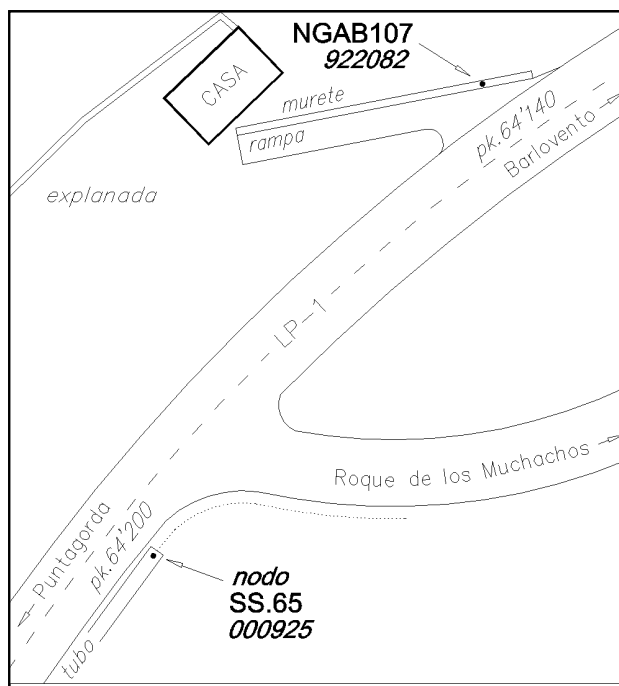 NGAB107
922082
CASA
murete
rampa
pk.64'140
Barlovento
explanada
LP-1
Roque de los Muchachos
Puntagorda
pk.64'200
nodo
SS.65
000925
tubo